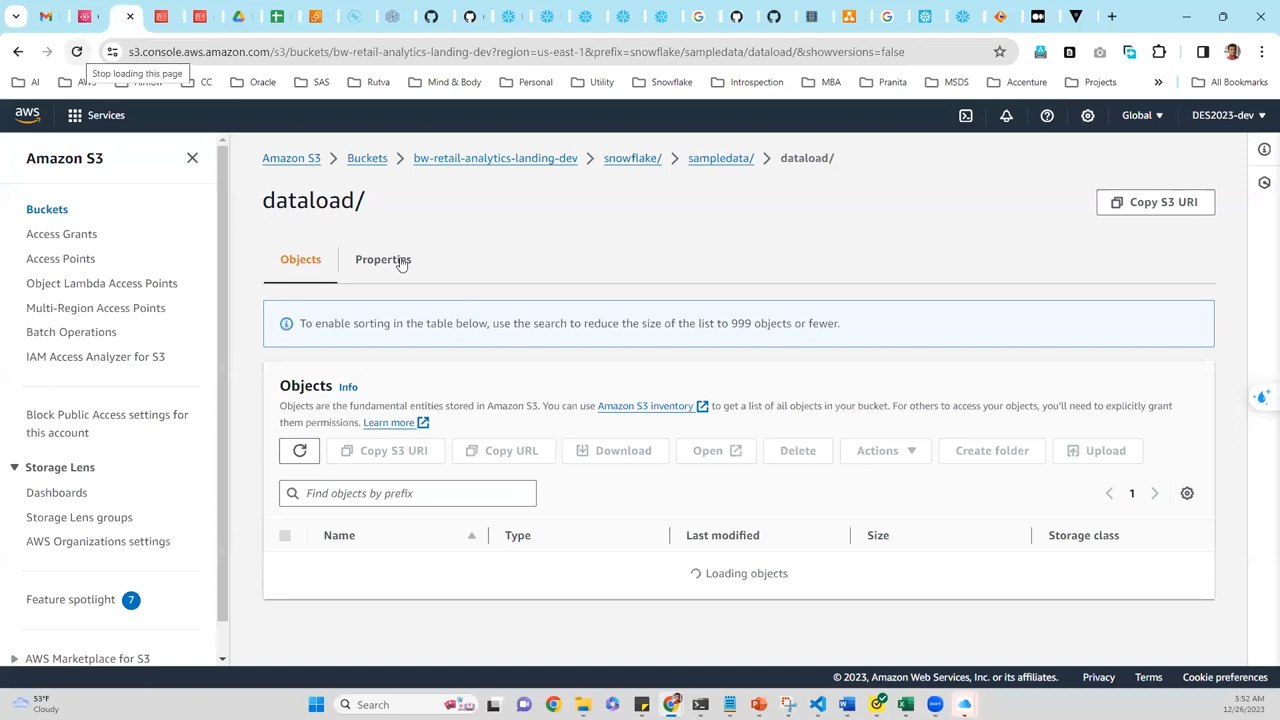 s3.console.aws.amazon.com/s3/buckets/bw-retail-analytics-landing-dev?region=us-east-1&prefix=snowflake/sampledata/dataload/&showversions=false
Stop loading this page
AI
CC
Oracle
SAS
Rutva
Mind & Body
Personal
Utility
Snowflake
Introspection
MBA
Pranita
MSDS
Accenture
Projects
»
All Bookmarks
aws
Services
Global
DES2023-dev
Amazon S3
Buckets
Access Grants
Access Points
Object Lambda Access Points
Multi-Region Access Points
Batch Operations
IAM Access Analyzer for S3
Block Public Access settings for
this account
Storage Lens
Dashboards
Storage Lens groups
AWS Organizations settings
Feature spotlight 7
AWS Marketplace for S3
Amazon S3 > Buckets > bw-retail-analytics-landing-dev > snowflake/ > sampledata/ > dataload/
dataload/
Copy S3 URI
Objects
Properties
To enable sorting in the table below, use the search to reduce the size of the list to 999 objects or fewer.
Objects Info
Objects are the fundamental entities stored in Amazon S3. You can use Amazon S3 inventory to get a list of all objects in your bucket. For others to access your objects, you'll need to explicitly grant
them permissions. Learn more
Copy S3 URI
Copy URL
Download
Open
Delete
Actions
Create folder
Upload
Find objects by prefix
1
Name
Type
Last modified
Size
Storage class
Loading objects
© 2023, Amazon Web Services, Inc. or its affiliates.
Privacy
Terms
Cookie preferences
53°F
Cloudy
Search
5:52 AM
12/26/2023